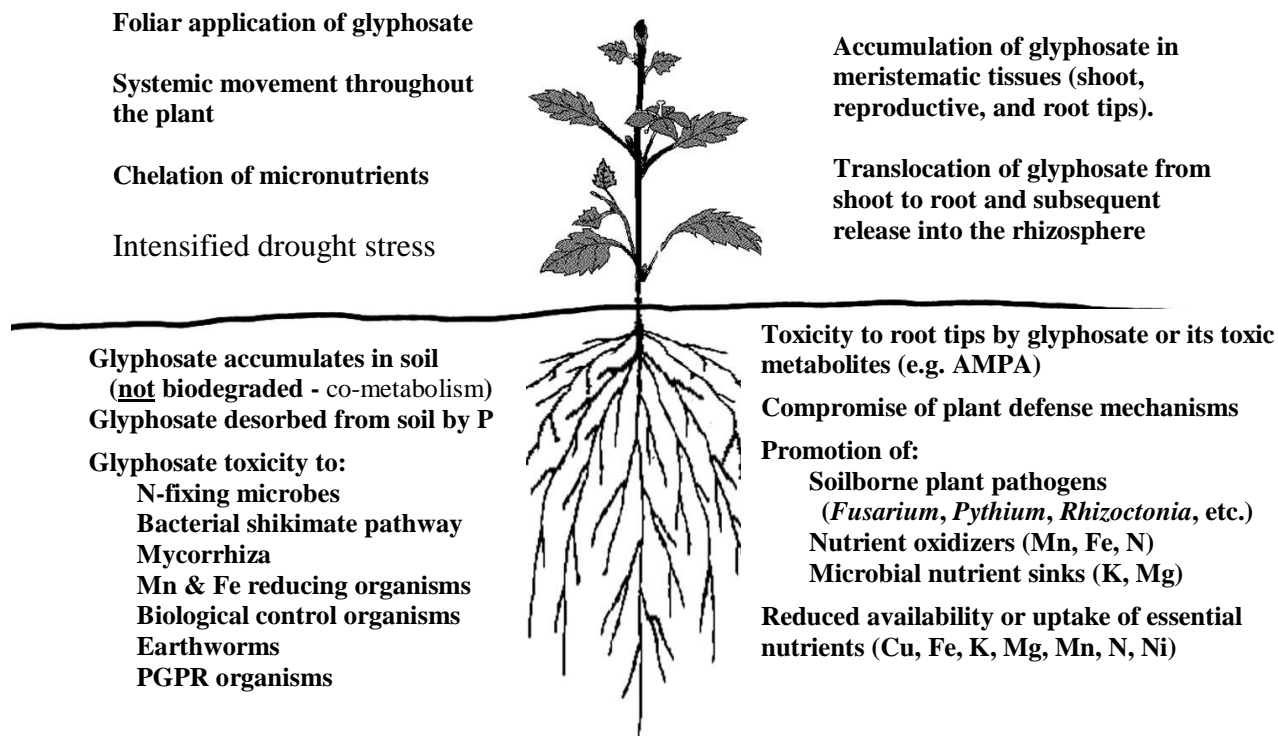 Foliar application of glyphosate
Systemic movement throughout
the plant
Chelation of micronutrients
Intensified drought stress
Accumulation of glyphosate in
meristematic tissues (shoot,
reproductive, and root tips).
Translocation of glyphosate from
shoot to root and subsequent
release into the rhizosphere
Glyphosate accumulates in soil
(not biodegraded - co-metabolism)
Glyphosate desorbed from soil by P
Glyphosate toxicity to:
N-fixing microbes
Bacterial shikimate pathway
Mycorrhiza
Mn & Fe reducing organisms
Biological control organisms
Earthworms
PGPR organisms
Toxicity to root tips by glyphosate or its toxic
metabolites (e.g. AMPA)
Compromise of plant defense mechanisms
Promotion of:
Soilborne plant pathogens
(Fusarium, Pythium, Rhizoctonia, etc.)
Nutrient oxidizers (Mn, Fe, N)
Microbial nutrient sinks (K, Mg)
Reduced availability or uptake of essential
nutrients (Cu, Fe, K, Mg, Mn, N, Ni)